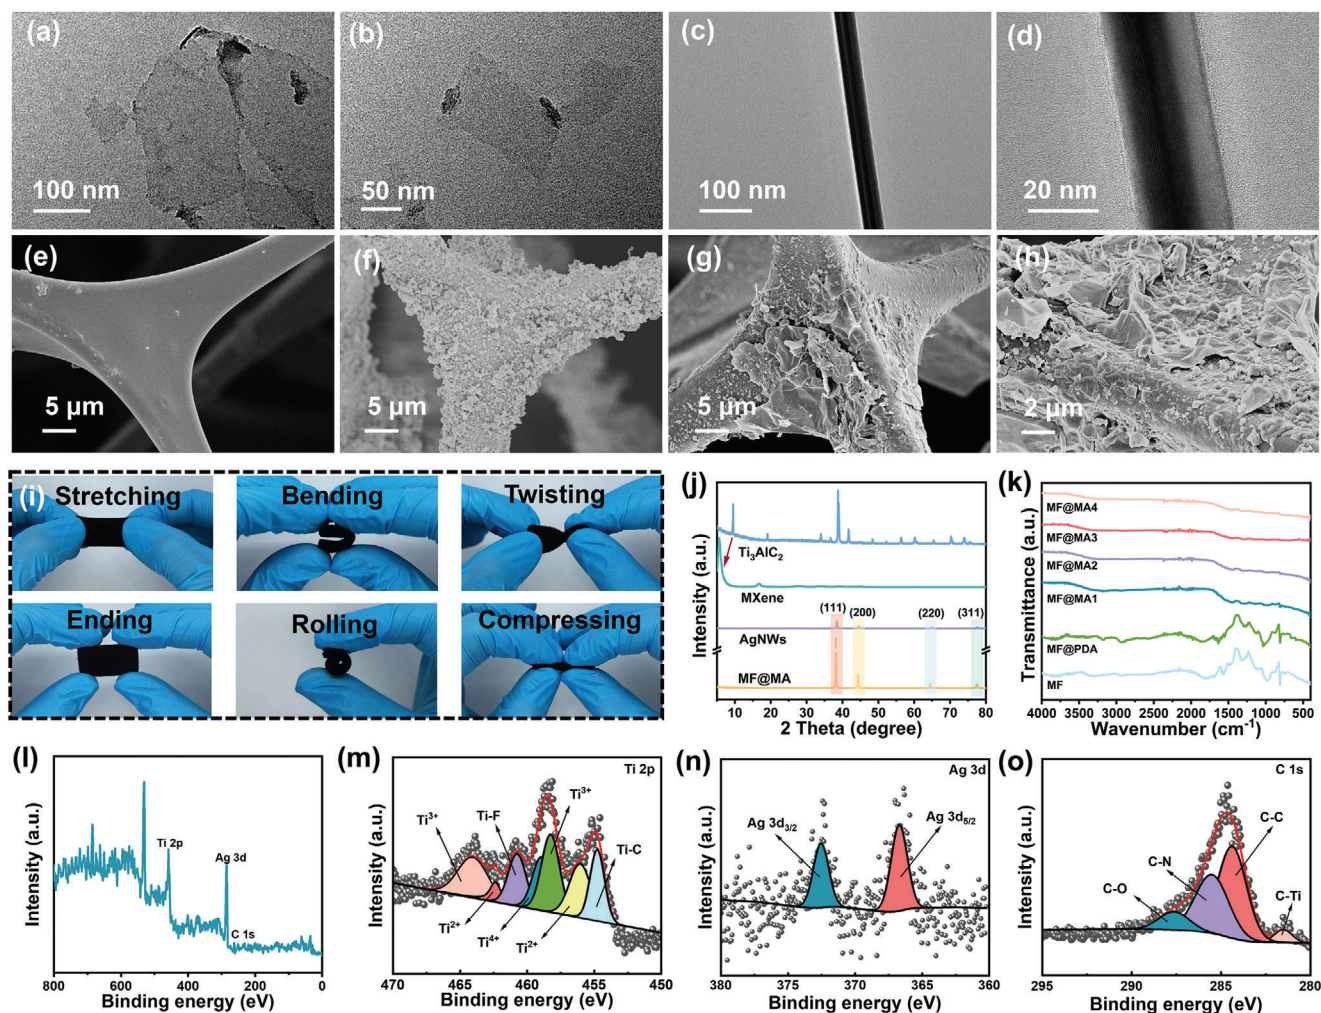 (a)
100 nm
(b)
50 nm
(c)
100 nm
(d)
20 nm
(e)
5 μm
(f)
5 μm
(g)
5 μm
(h)
2 μm
(i)
Stretching
Bending
Twisting
Ending
Rolling
Compressing
(j)
Intensity (a.u.)
Ti₃AlC₂
MXene
(111)
(200)
(220)
(311)
AgNWs
MF@MA
10 20 30 40 50 60 70 80
2 Theta (degree)
(k)
Transmittance (a.u.)
MF@MA4
MF@MA3
MF@MA2
MF@MA1
MF@PDA
MF
4000 3500 3000 2500 2000 1500 1000 500
Wavenumber (cm⁻¹)
(l)
Intensity (a.u.)
Ti 2p
Ag 3d
C 1s
800 600 400 200 0
Binding energy (eV)
(m)
Intensity (a.u.)
Ti 2p
Ti³⁺
Ti-F
Ti³⁺
Ti-C
Ti²⁺
Ti⁴⁺
Ti²⁺
470 465 460 455 450
Binding energy (eV)
(n)
Intensity (a.u.)
Ag 3d
Ag 3d₃/₂
Ag 3d₅/₂
380 375 370 365 360
Binding energy (eV)
(o)
Intensity (a.u.)
C 1s
C-C
C-N
C-O
C-Ti
295 290 285 280
Binding energy (eV)